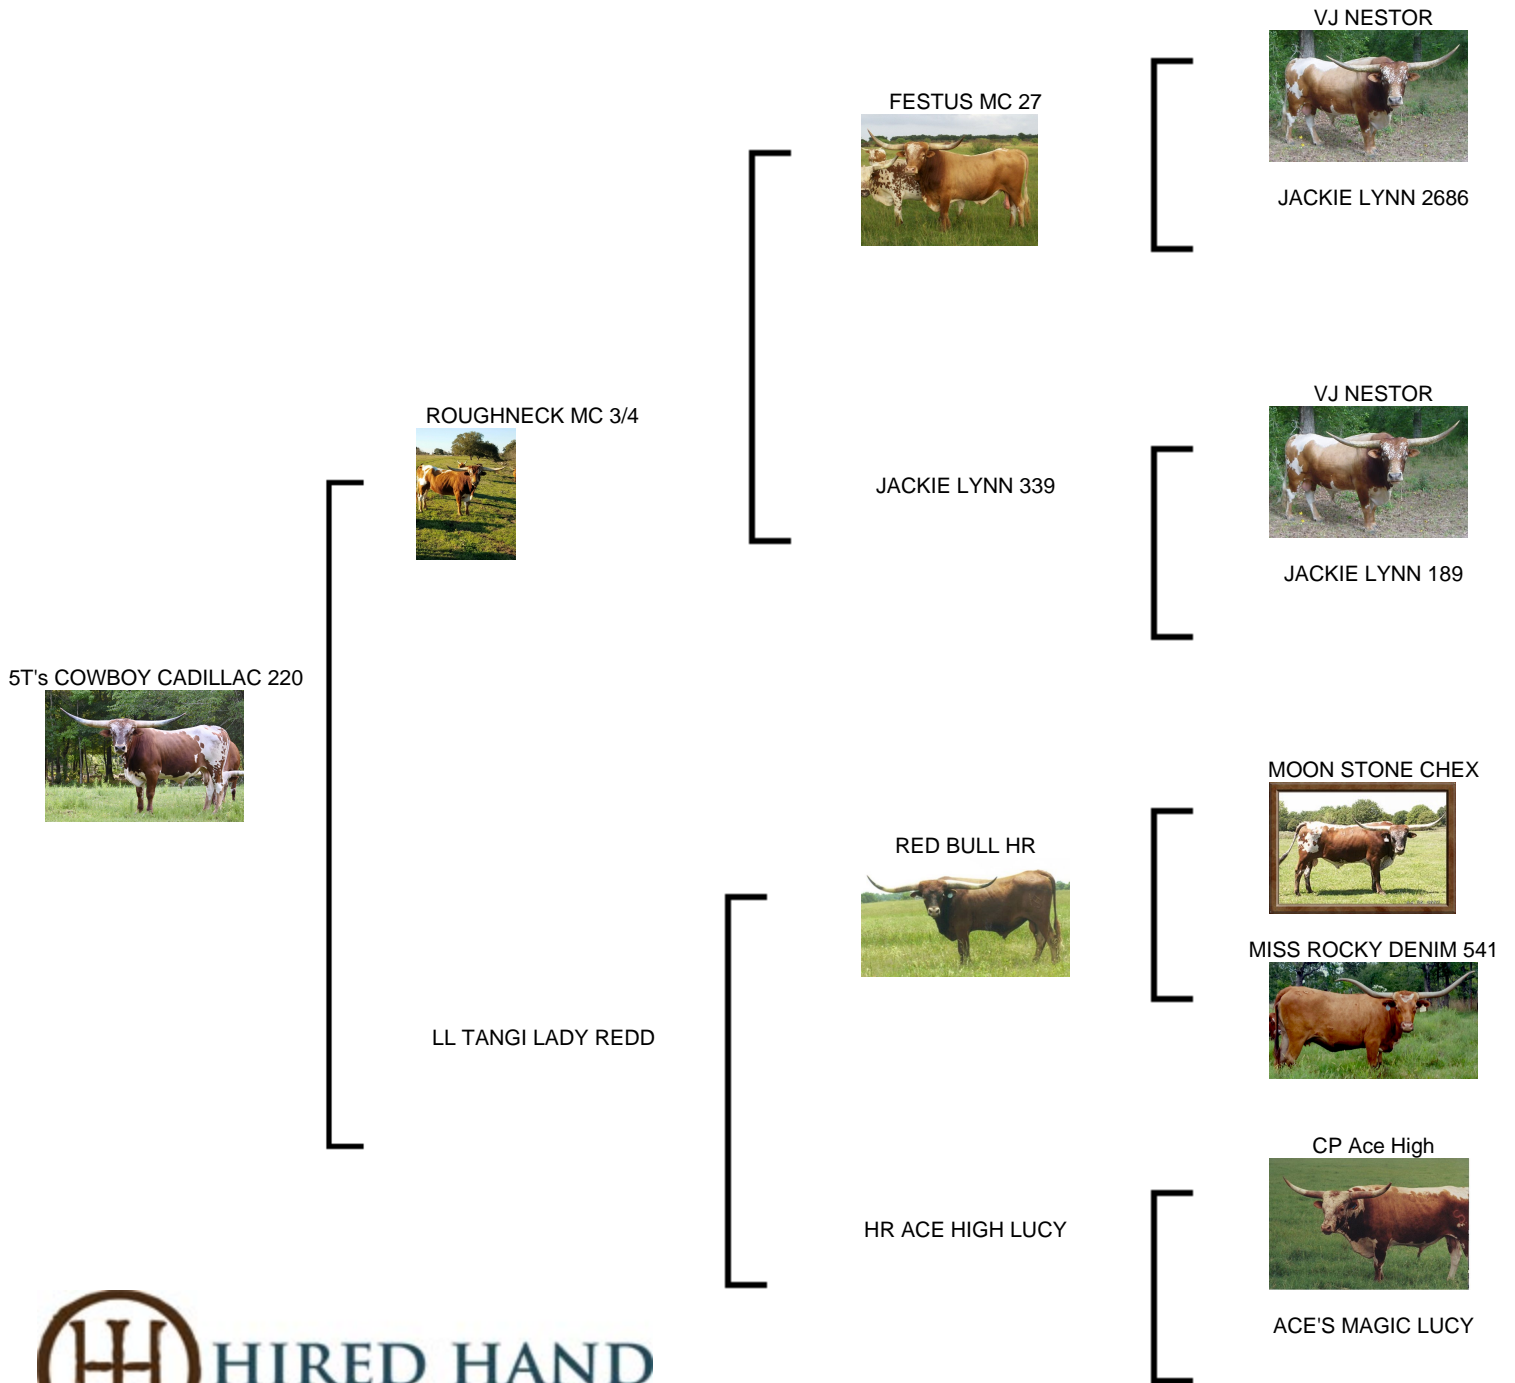 VJ NESTOR
FESTUS MC 27
JACKIE LYNN 2686
VJ NESTOR
ROUGHNECK MC 3/4
JACKIE LYNN 339
JACKIE LYNN 189
5T's COWBOY CADILLAC 220
MOON STONE CHEX
RED BULL HR
MISS ROCKY DENIM 541
LL TANGI LADY REDD
CP Ace High
HR ACE HIGH LUCY
ACE'S MAGIC LUCY
HIRED HAND